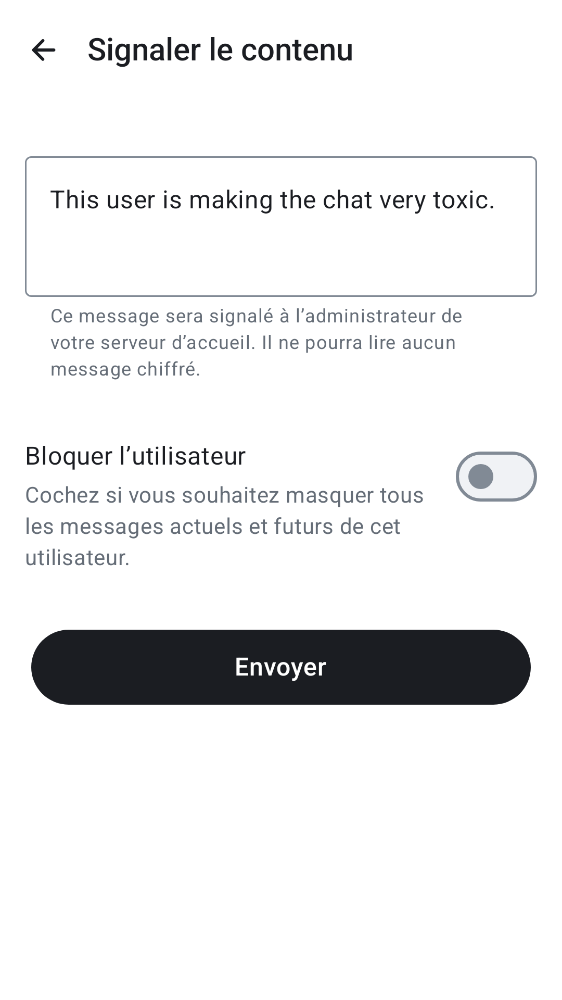 Signaler le contenu
This user is making the chat very toxic.
Ce message sera signalé à l’administrateur de
votre serveur d’accueil. Il ne pourra lire aucun
message chiffré.
Bloquer l’utilisateur
Cochez si vous souhaitez masquer tous
les messages actuels et futurs de cet
utilisateur.
Envoyer